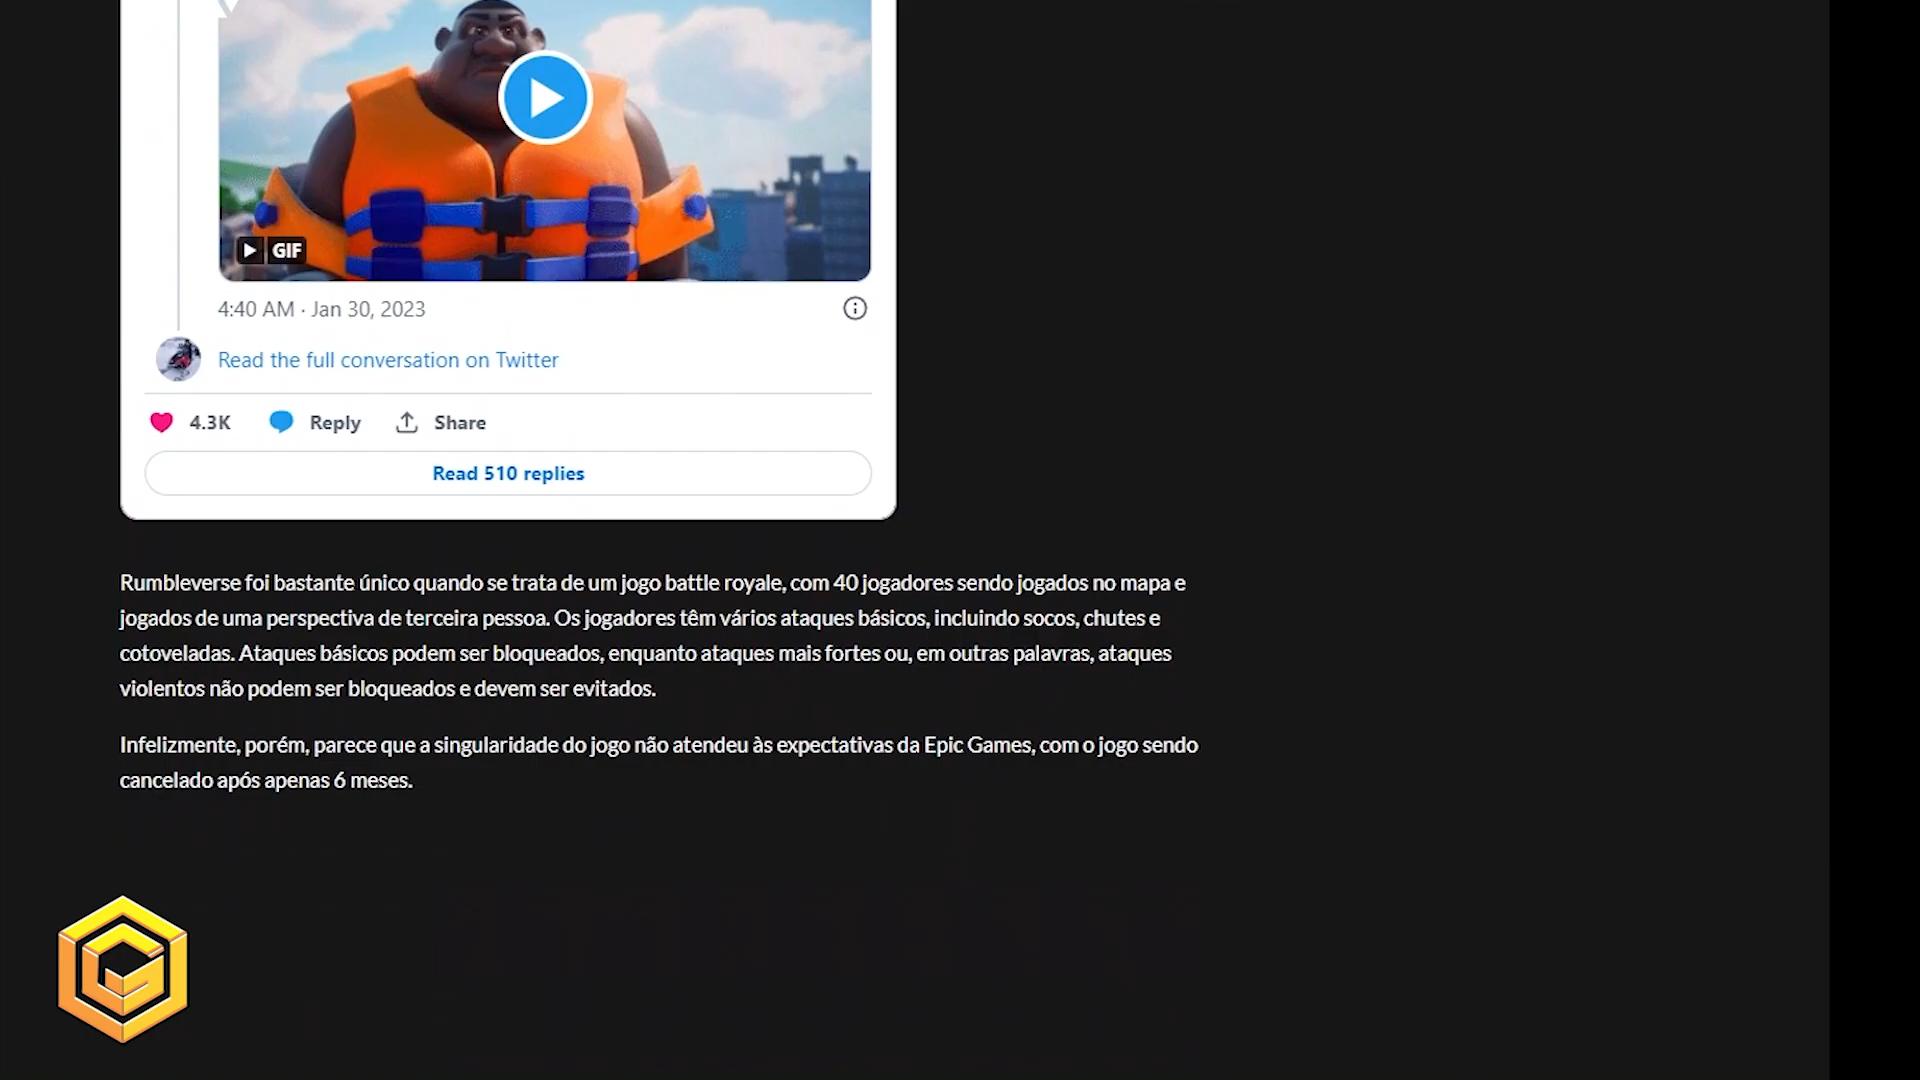 GIF
4:40 AM · Jan 30, 2023
Read the full conversation on Twitter
4.3K Reply Share
Read 510 replies
Rumbleverse foi bastante único quando se trata de um jogo battle royale, com 40 jogadores sendo jogados no mapa e
jogados de uma perspectiva de terceira pessoa. Os jogadores têm vários ataques básicos, incluindo socos, chutes e
cotoveladas. Ataques básicos podem ser bloqueados, enquanto ataques mais fortes ou, em outras palavras, ataques
violentos não podem ser bloqueados e devem ser evitados.
Infelizmente, porém, parece que a singularidade do jogo não atendeu às expectativas da Epic Games, com o jogo sendo
cancelado após apenas 6 meses.